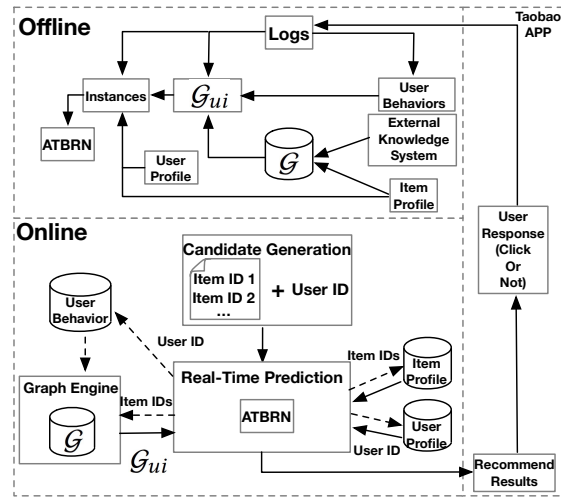 Offline
Logs
Taobao
APP
Instances
𝒢ui
User
Behaviors
ATBRN
External
Knowledge
System
𝒢
User
Profile
Item
Profile
User
Response
(Click
Or
Not)
Online
Candidate Generation
Item ID 1
Item ID 2
...
+ User ID
User
Behavior
User ID
Item IDs
Item
Profile
Graph Engine
Item IDs
Real-Time Prediction
ATBRN
User
Profile
User ID
𝒢
𝒢ui
Recommend
Results